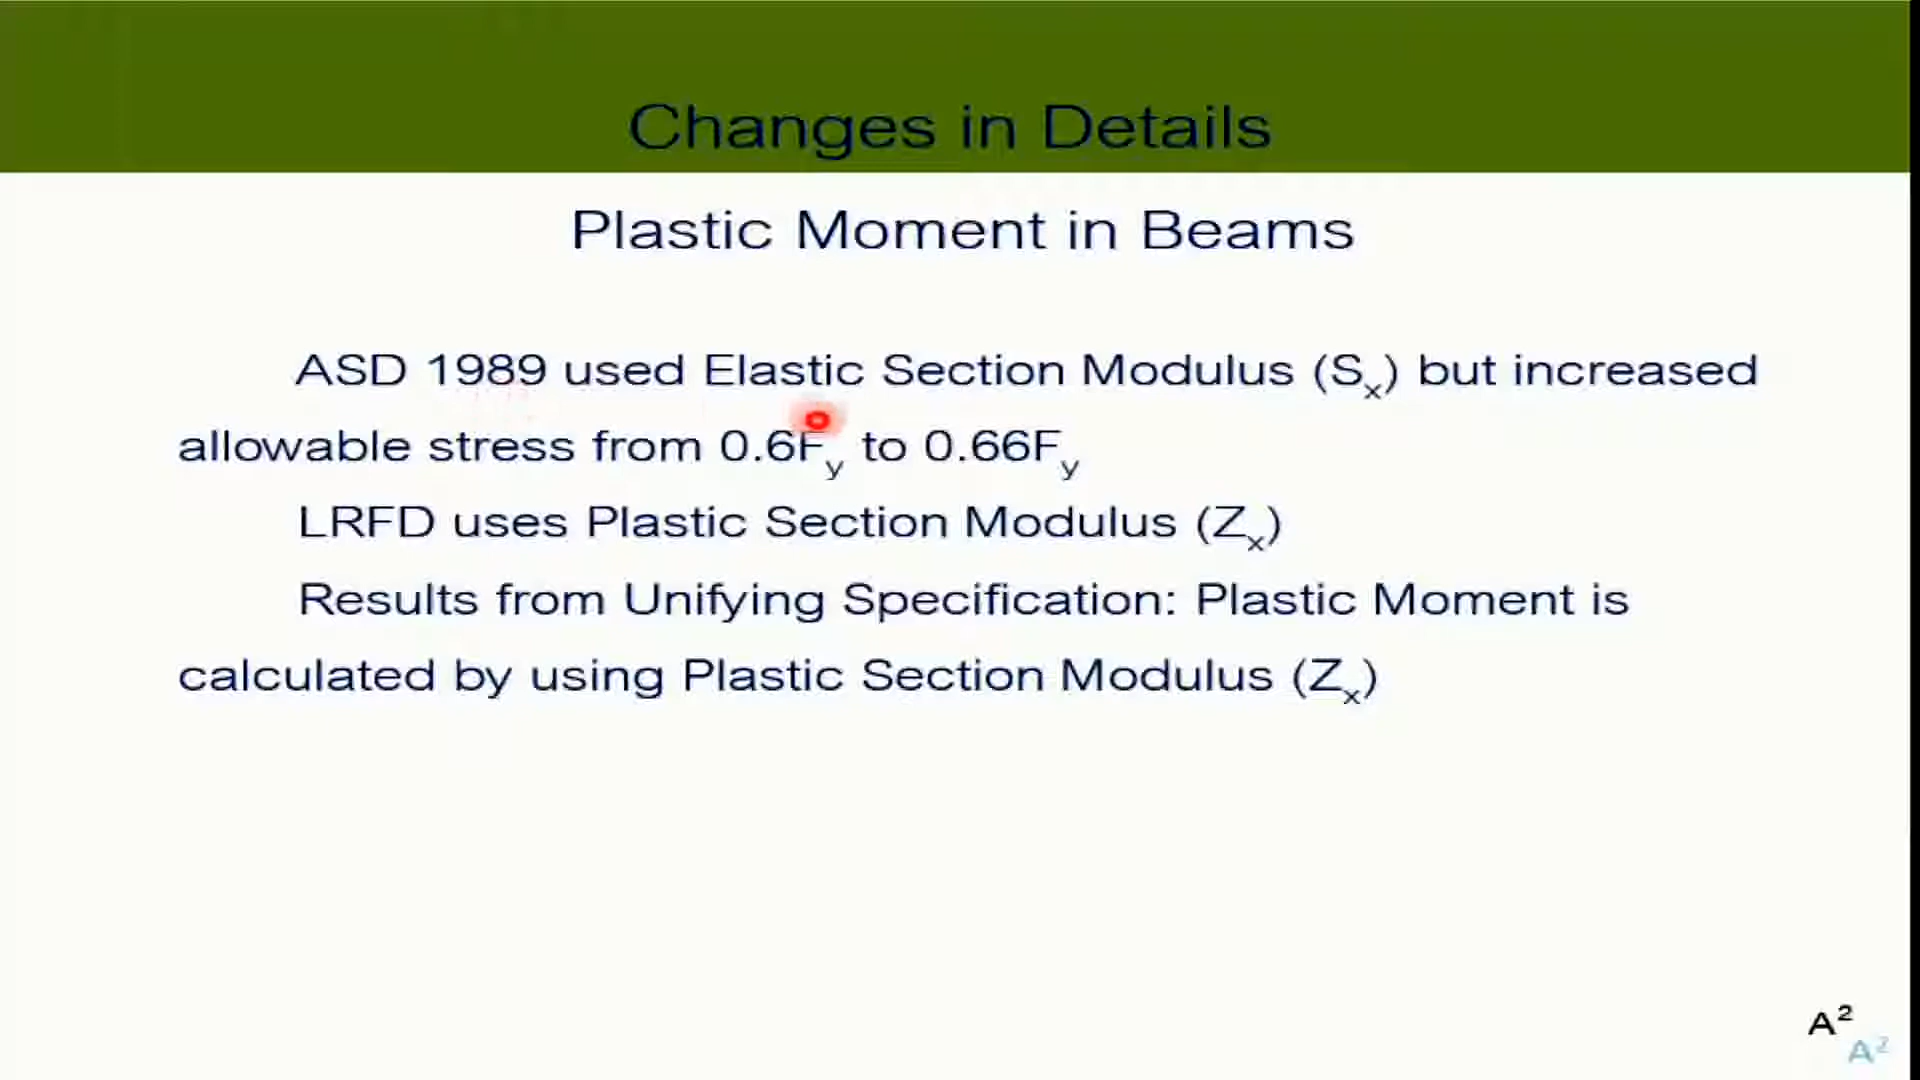 Changes in Details
Plastic Moment in Beams
ASD 1989 used Elastic Section Modulus (Sx) but increased
allowable stress from 0.6Fy to 0.66Fy
LRFD uses Plastic Section Modulus (Zx)
Results from Unifying Specification: Plastic Moment is
calculated by using Plastic Section Modulus (Zx)
A²
A²